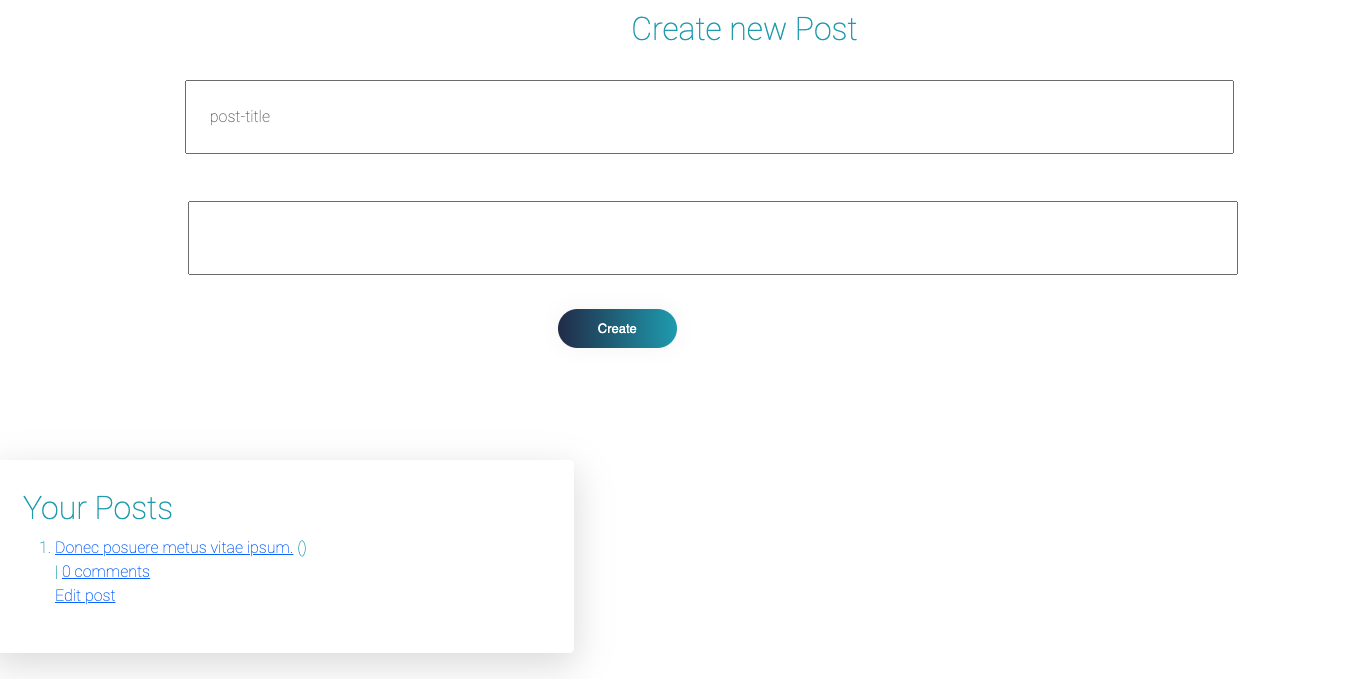 Create new Post
post-title
Create
Your Posts
1. Donec posuere metus vitae ipsum. ()
| 0 comments
Edit post